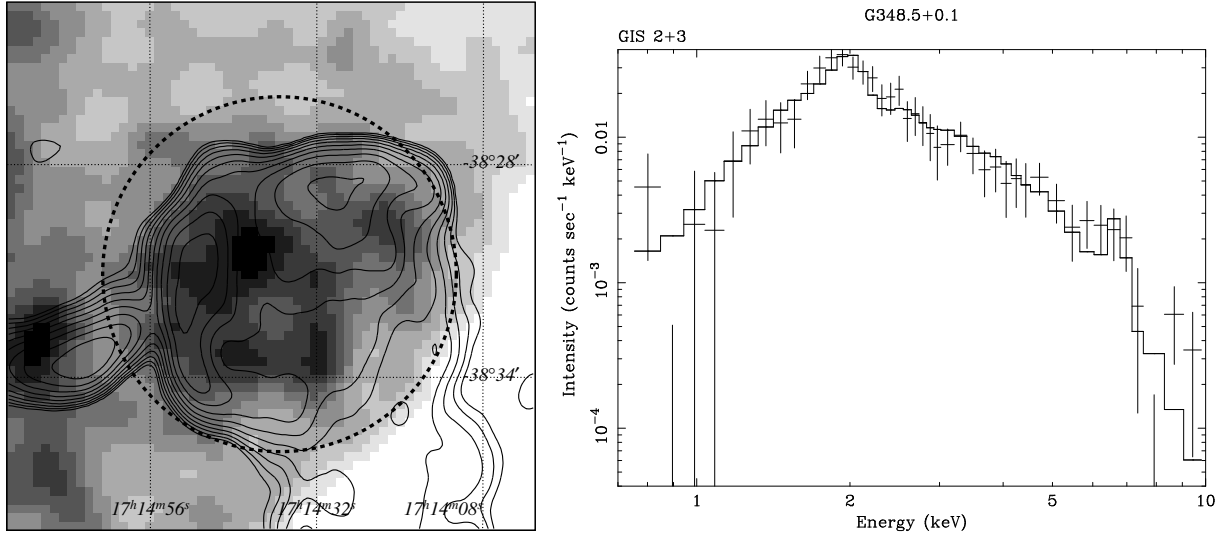 -38°28′
-38°34′
17ʰ14ᵐ56ˢ
17ʰ14ᵐ32ˢ
17ʰ14ᵐ08ˢ
G348.5+0.1
GIS 2+3
Intensity (counts sec⁻¹ keV⁻¹)
0.01
10⁻³
10⁻⁴
1
2
5
10
Energy (keV)